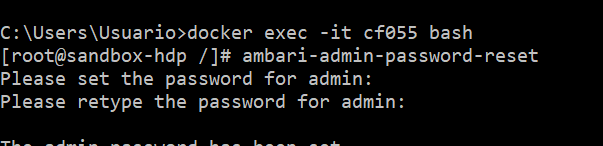 C:\Users\Usuario>docker exec -it cf055 bash
[root@sandbox-hdp /]# ambari-admin-password-reset
Please set the password for admin:
Please retype the password for admin:
The admin password has been set